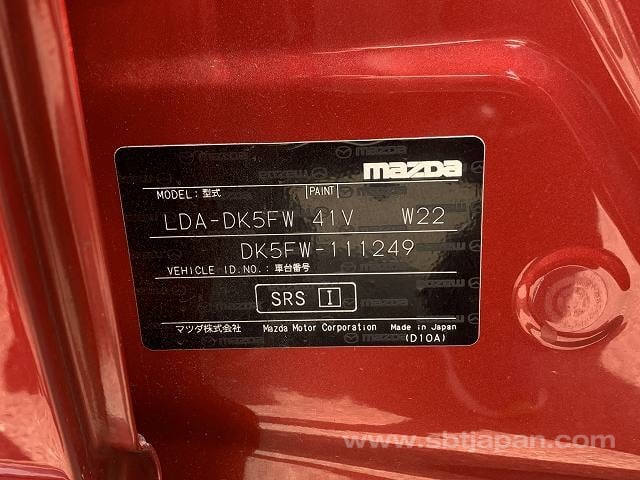 mazda
MODEL: 型式 PAINT
LDA-DK5FW 41V W22
DK5FW-111249
VEHICLE ID.NO.: 車台番号
SRS I
マツダ株式会社 Mazda Motor Corporation Made in Japan
(D10A)
www.sbtjapan.com